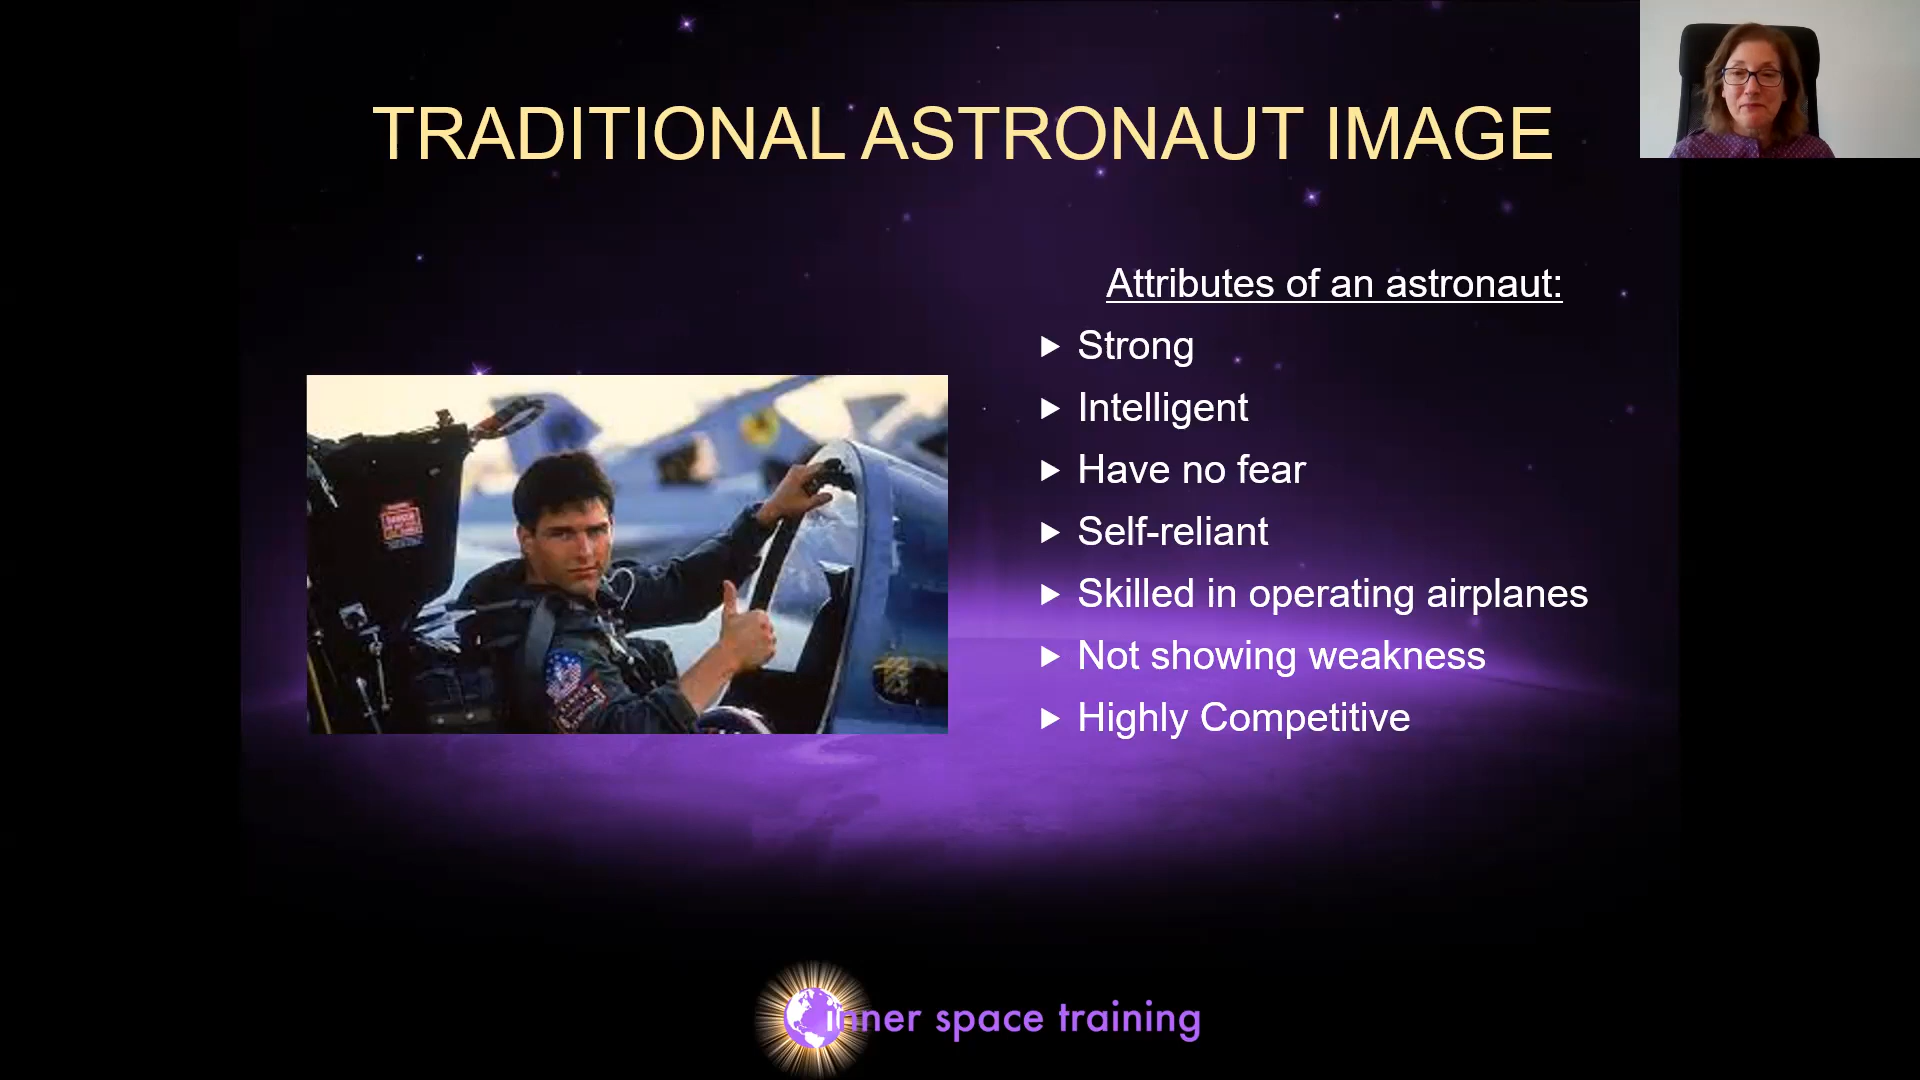 TRADITIONAL ASTRONAUT IMAGE
Attributes of an astronaut:
Strong
Intelligent
Have no fear
Self-reliant
Skilled in operating airplanes
Not showing weakness
Highly Competitive
inner space training